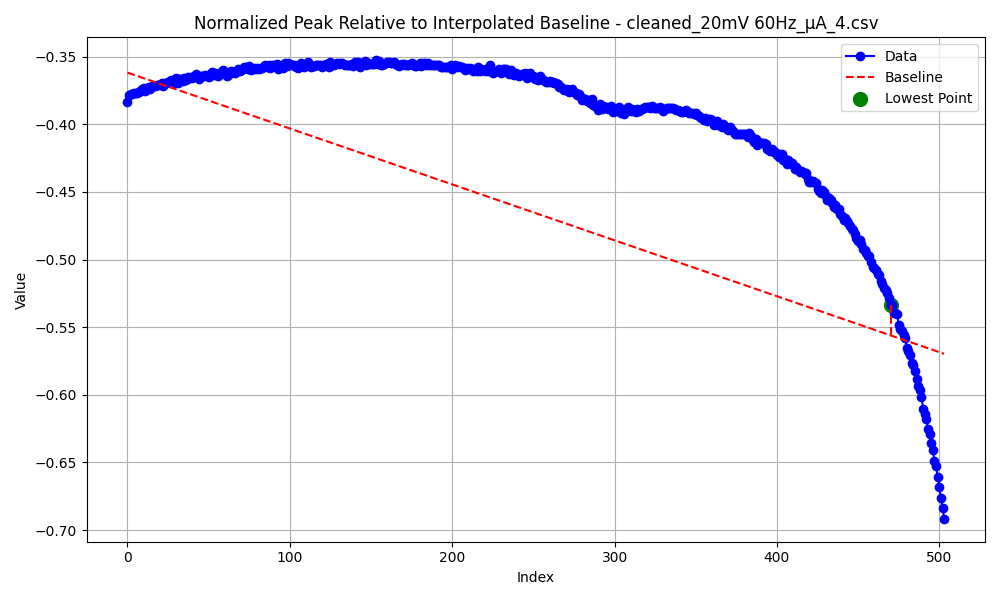 Normalized Peak Relative to Interpolated Baseline - cleaned_20mV 60Hz_µA_4.csv
Data
Baseline
Lowest Point
Value
−0.35
−0.40
−0.45
−0.50
−0.55
−0.60
−0.65
−0.70
0 100 200 300 400 500
Index